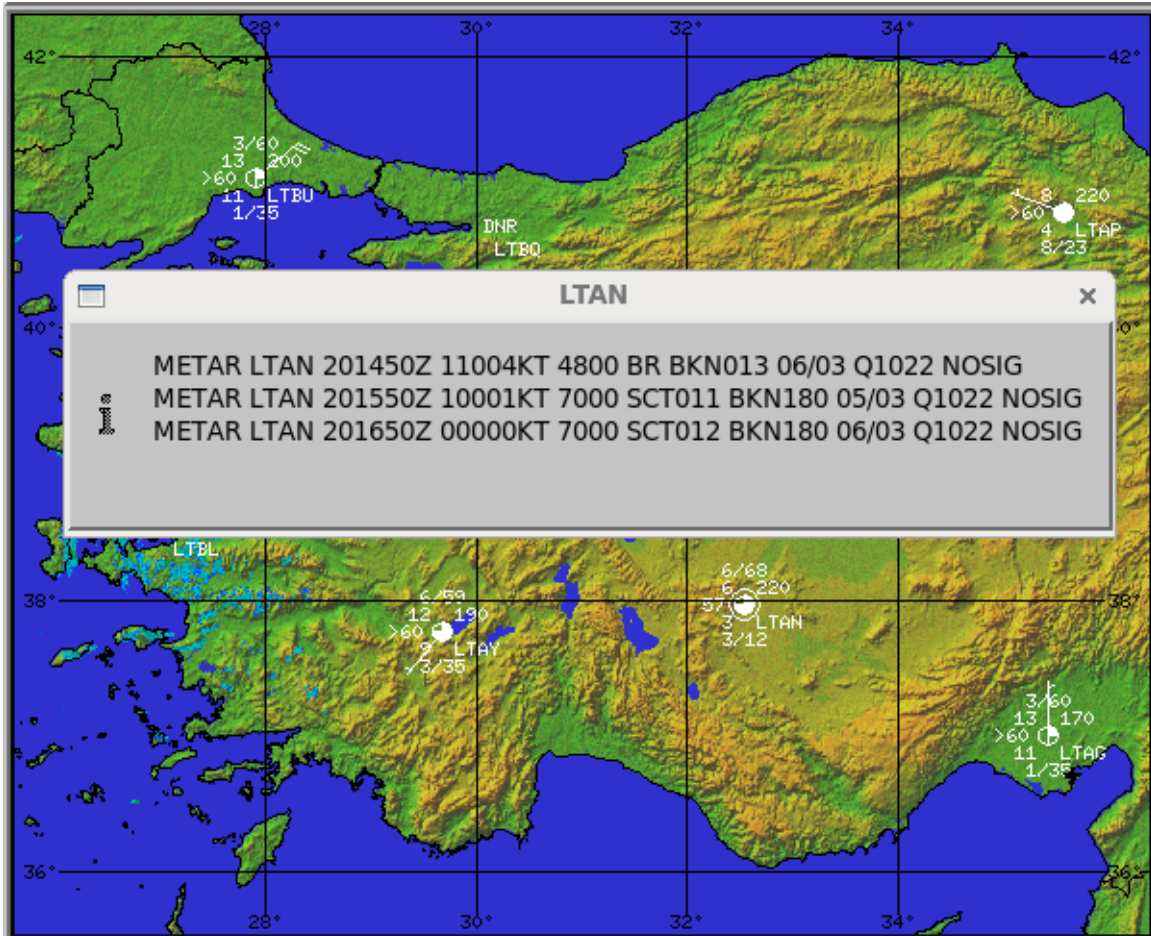 28° 30° 32° 34°
42° 42°
3/60
13 200
>60
11 LTBU
1/35
8 220
>60
4 LTAP
8/23
DNR
LTBQ
LTAN
40° 0°
METAR LTAN 201450Z 11004KT 4800 BR BKN013 06/03 Q1022 NOSIG
METAR LTAN 201550Z 10001KT 7000 SCT011 BKN180 05/03 Q1022 NOSIG
METAR LTAN 201650Z 00000KT 7000 SCT012 BKN180 06/03 Q1022 NOSIG
LTBL
6/68
6 220
57
3 LTAN
3/12
38° 38°
6/59
12 190
>60
9 LTAY
3/35
3/60
13 170
>60
11 LTAG
1/35
36° 36°
28° 30° 32° 34°